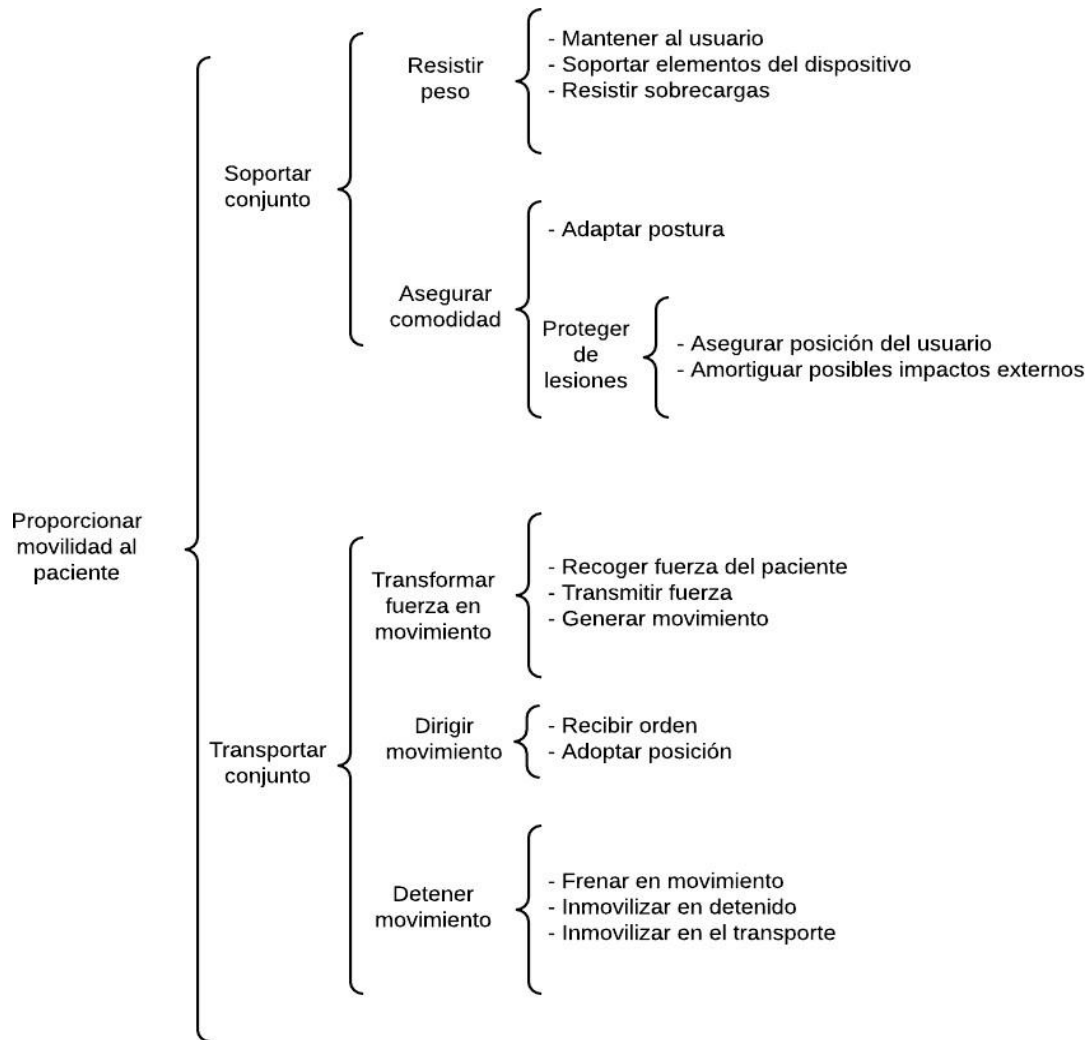 Proporcionar
movilidad al
paciente
Soportar
conjunto
Resistir
peso
- Mantener al usuario
- Soportar elementos del dispositivo
- Resistir sobrecargas
Asegurar
comodidad
- Adaptar postura
Proteger
de
lesiones
- Asegurar posición del usuario
- Amortiguar posibles impactos externos
Transportar
conjunto
Transformar
fuerza en
movimiento
- Recoger fuerza del paciente
- Transmitir fuerza
- Generar movimiento
Dirigir
movimiento
- Recibir orden
- Adoptar posición
Detener
movimiento
- Frenar en movimiento
- Inmovilizar en detenido
- Inmovilizar en el transporte